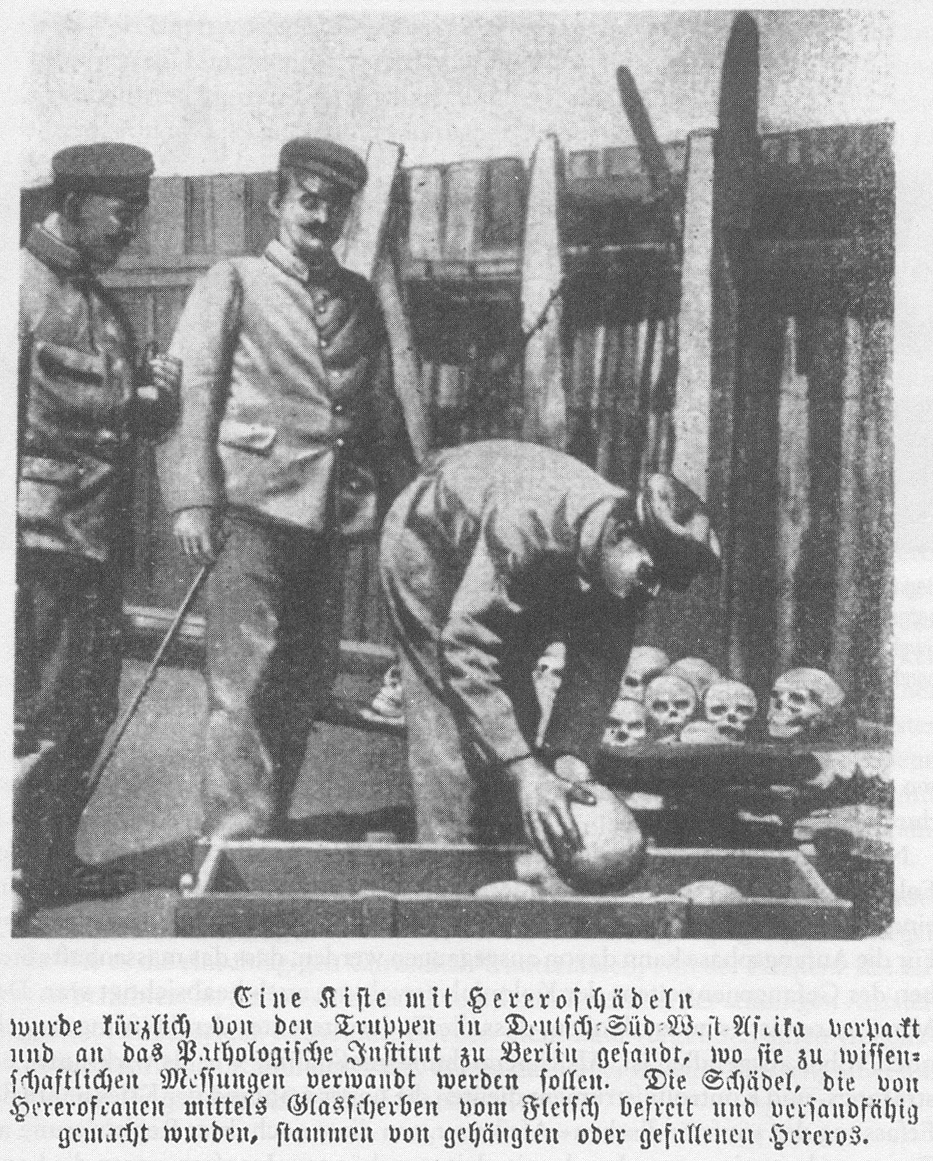 Eine Kiste mit Hereroschädeln
wurde kürzlich von den Truppen in Deutsch-Süd-West-Afrika verpackt
und an das Pathologische Institut zu Berlin gesandt, wo sie zu wissen-
schaftlichen Messungen verwandt werden sollen. Die Schädel, die von
Hererofrauen mittels Glasscherben vom Fleisch befreit und versandfähig
gemacht wurden, stammen von gehängten oder gefallenen Hereros.